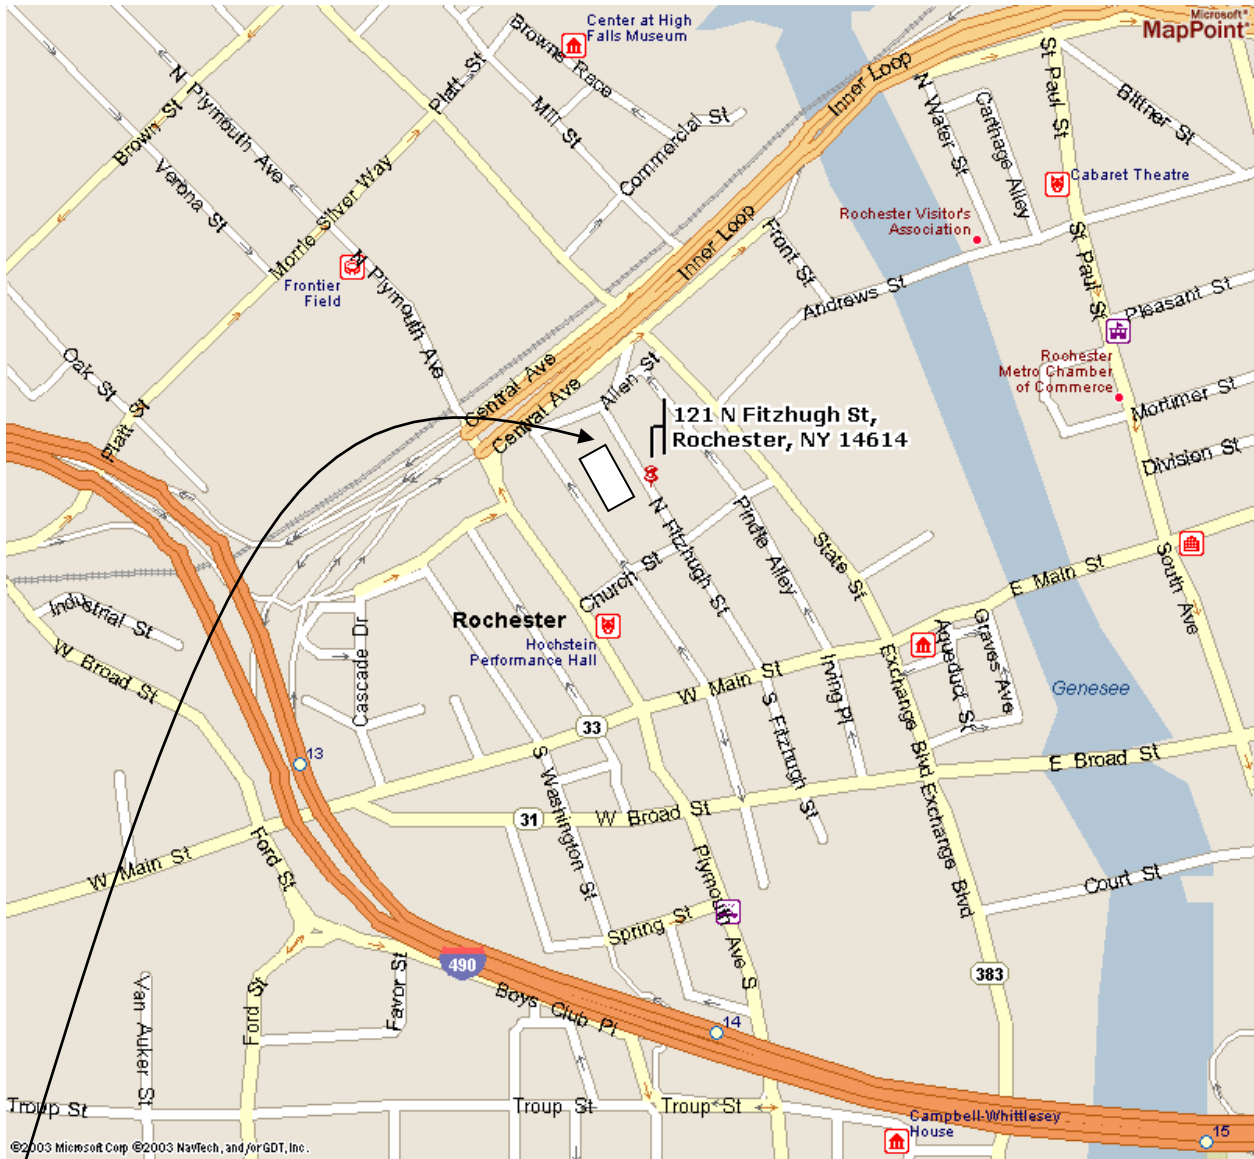 Microsoft®
MapPoint®
Center at High
Falls Museum
Browns Race
Platt St
N Plymouth Ave
Brown St
Mill St
Commercial St
Verona St
Morrie Silver Way
Inner Loop
Inner Loop
N Water St
Carthage Alley
St Paul St
Bittner St
Cabaret Theatre
Rochester Visitor's
Association
Front St
Andrews St
St Paul St
Pleasant St
Frontier
Field
N Plymouth Ave
Oak St
Platt St
Central Ave
Central Ave
Allen St
121 N Fitzhugh St,
Rochester, NY 14614
Rochester
Metro Chamber
of Commerce
Mortimer St
Division St
N Fitzhugh St
Pindle Alley
State St
Church St
E Main St
South Ave
Industrial St
W Broad St
Cascade Dr
Rochester
Hochstein
Performance Hall
W Main St
S Fitzhugh St
Irving Pl
Exchange Blvd
Aqueduct St
Graves Ave
Genesee
33
13
S Washington St
E Broad St
31
W Broad St
Exchange Blvd
W Main St
Ford St
Plymouth Ave S
Court St
Spring St
490
383
Van Auker St
Ford St
Favor St
Boys Club Pl
14
Troup St
Troup St
Troup St
Campbell-Whittlesey
House
15
©2003 Microsoft Corp ©2003 NavTech, and/or GDT, Inc.